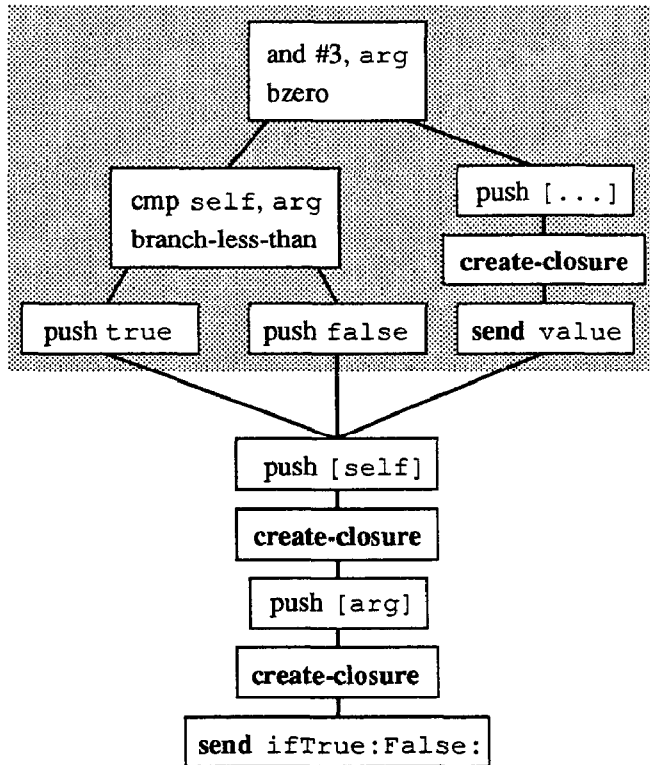 and #3, arg
bzero
cmp self, arg
branch-less-than
push [...]
create-closure
push true
push false
send value
push [self]
create-closure
push [arg]
create-closure
send ifTrue:False: